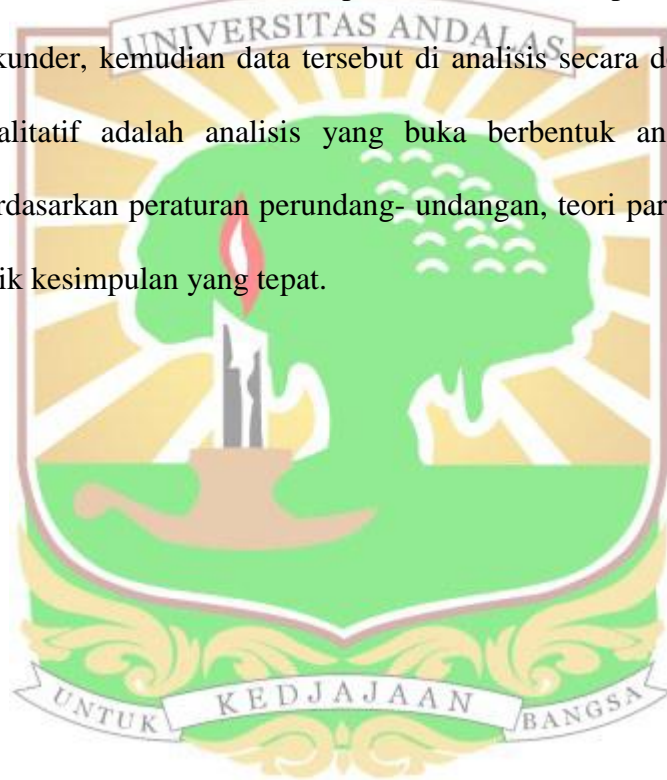 UNIVERSITAS ANDALAS
kunder, kemudian data tersebut di analisis secara de
alitatif adalah analisis yang buka berbentuk an
rdasarkan peraturan perundang- undangan, teori par
ik kesimpulan yang tepat.
UNTUK KEDJAJAAN BANGSA